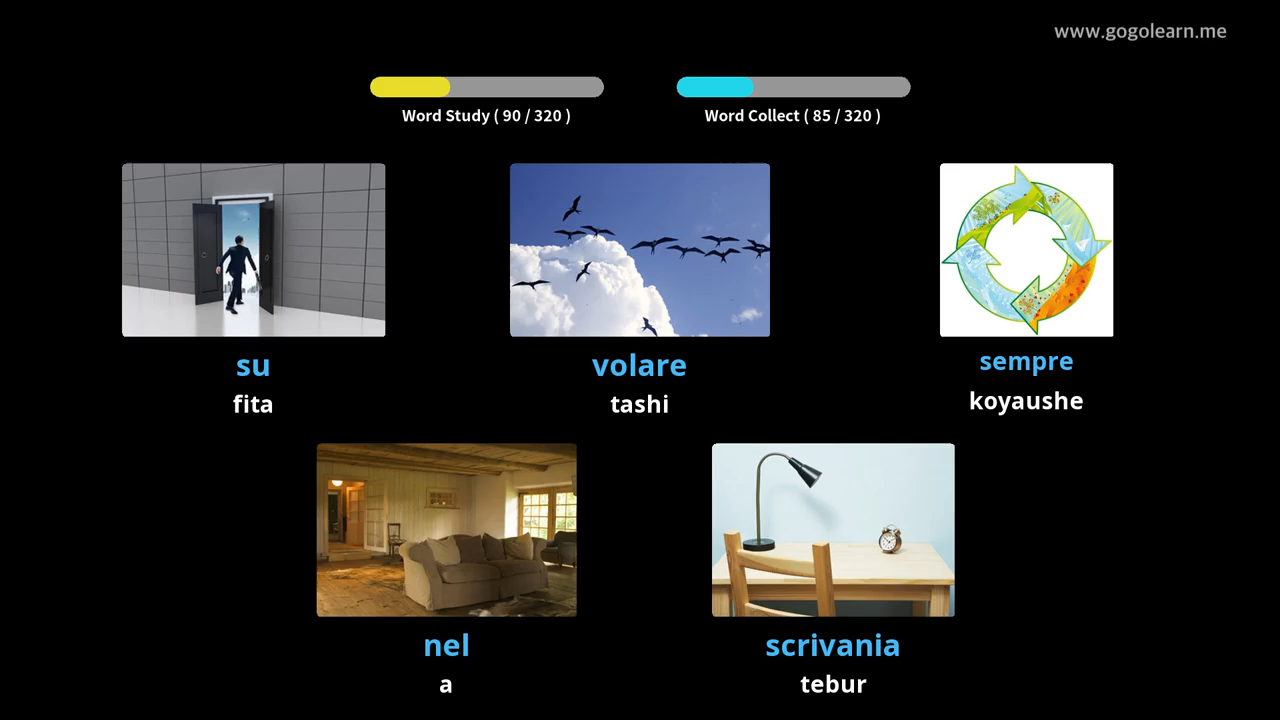 www.gogolearn.me
Word Study ( 90 / 320 )
Word Collect ( 85 / 320 )
su
fita
volare
tashi
sempre
koyaushe
nel
a
scrivania
tebur